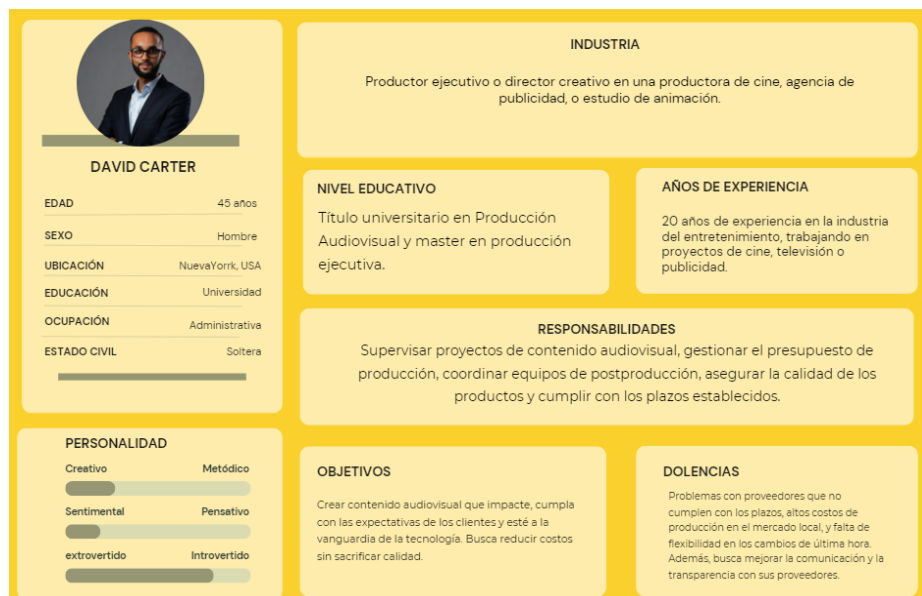 DAVID CARTER
EDAD 45 años
SEXO Hombre
UBICACIÓN NuevaYorrk, USA
EDUCACIÓN Universidad
OCUPACIÓN Administrativa
ESTADO CIVIL Soltera
PERSONALIDAD
Creativo Metódico
Sentimental Pensativo
extrovertido Introvertido
INDUSTRIA
Productor ejecutivo o director creativo en una productora de cine, agencia de
publicidad, o estudio de animación.
NIVEL EDUCATIVO
Título universitario en Producción
Audiovisual y master en producción
ejecutiva.
AÑOS DE EXPERIENCIA
20 años de experiencia en la industria
del entretenimiento, trabajando en
proyectos de cine, televisión o
publicidad.
RESPONSABILIDADES
Supervisar proyectos de contenido audiovisual, gestionar el presupuesto de
producción, coordinar equipos de postproducción, asegurar la calidad de los
productos y cumplir con los plazos establecidos.
OBJETIVOS
Crear contenido audiovisual que impacte, cumpla
con las expectativas de los clientes y esté a la
vanguardia de la tecnología. Busca reducir costos
sin sacrificar calidad.
DOLENCIAS
Problemas con proveedores que no
cumplen con los plazos, altos costos de
producción en el mercado local, y falta de
flexibilidad en los cambios de última hora.
Además, busca mejorar la comunicación y la
transparencia con sus proveedores.